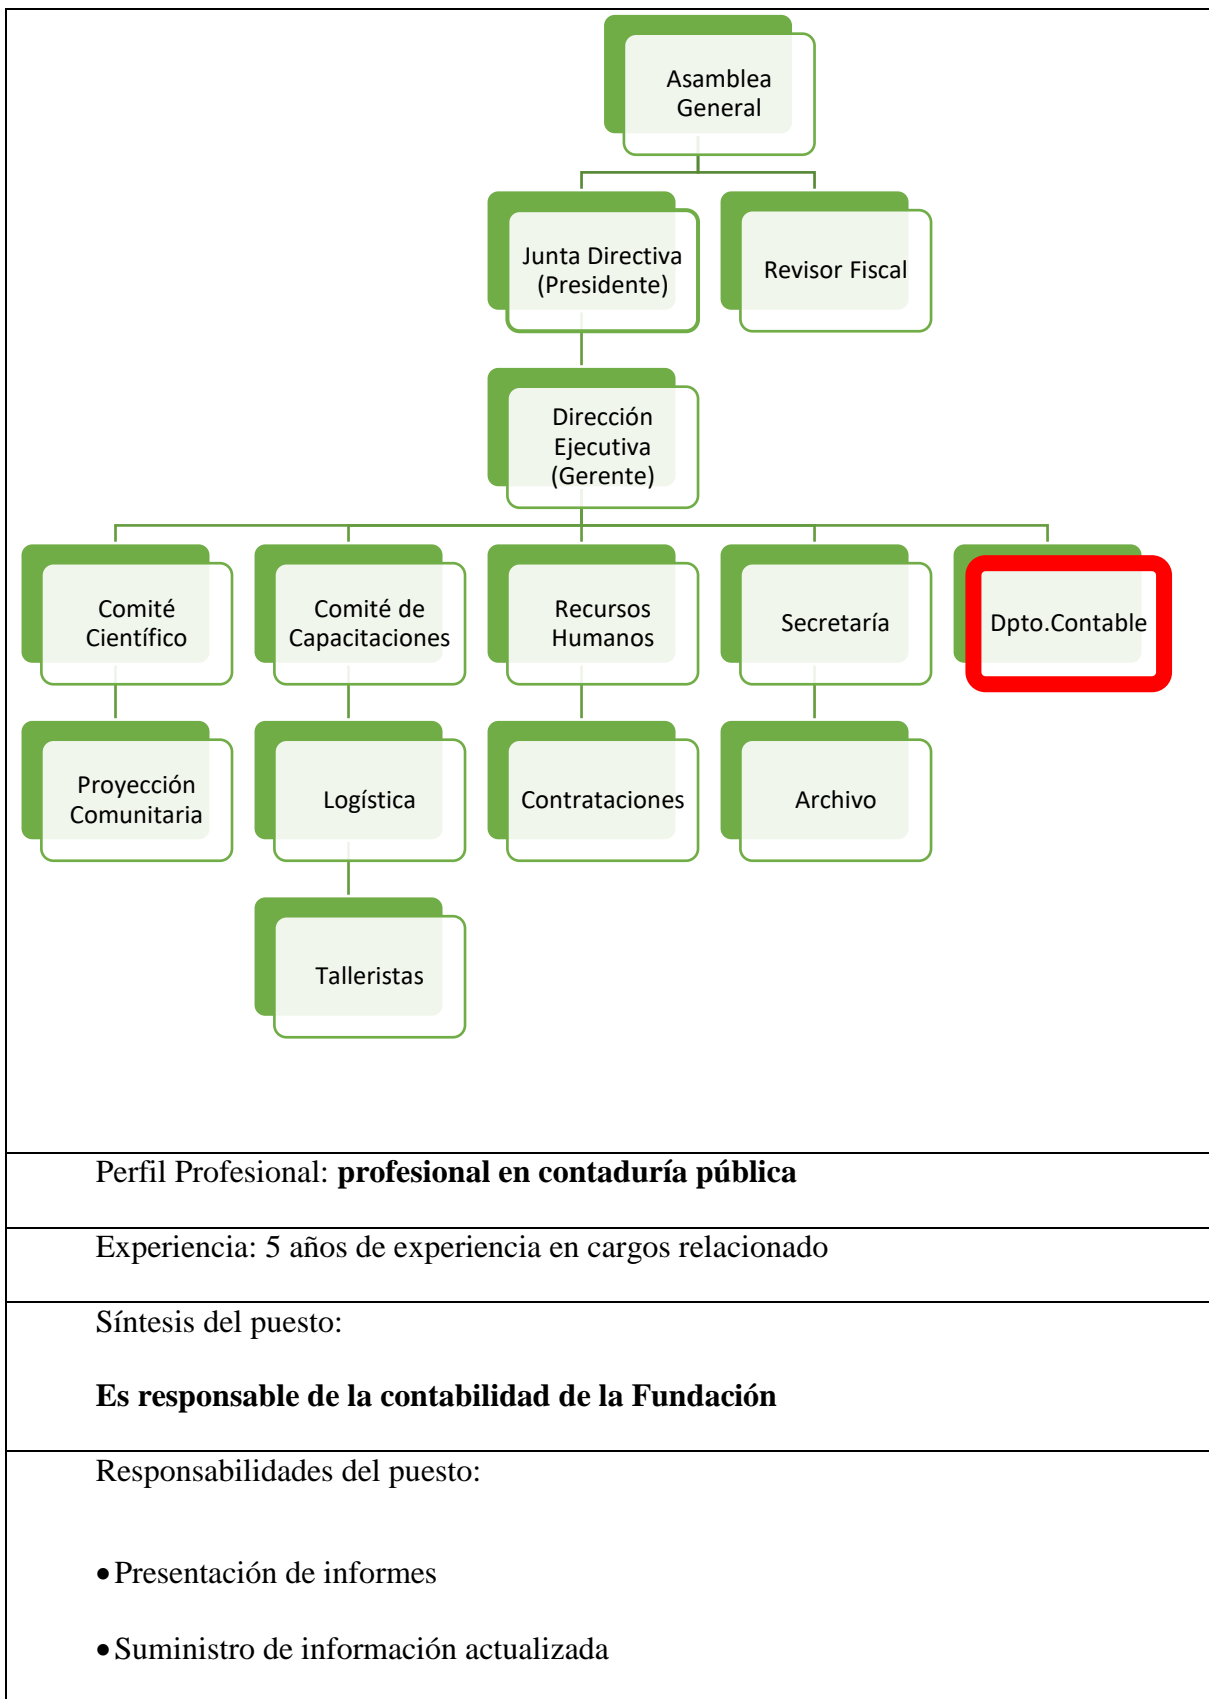 Asamblea
General
Junta Directiva
(Presidente)
Revisor Fiscal
Dirección
Ejecutiva
(Gerente)
Comité
Científico
Comité de
Capacitaciones
Recursos
Humanos
Secretaría
Dpto.Contable
Proyección
Comunitaria
Logística
Contrataciones
Archivo
Talleristas
Perfil Profesional: profesional en contaduría pública
Experiencia: 5 años de experiencia en cargos relacionado
Síntesis del puesto:
Es responsable de la contabilidad de la Fundación
Responsabilidades del puesto:
• Presentación de informes
• Suministro de información actualizada